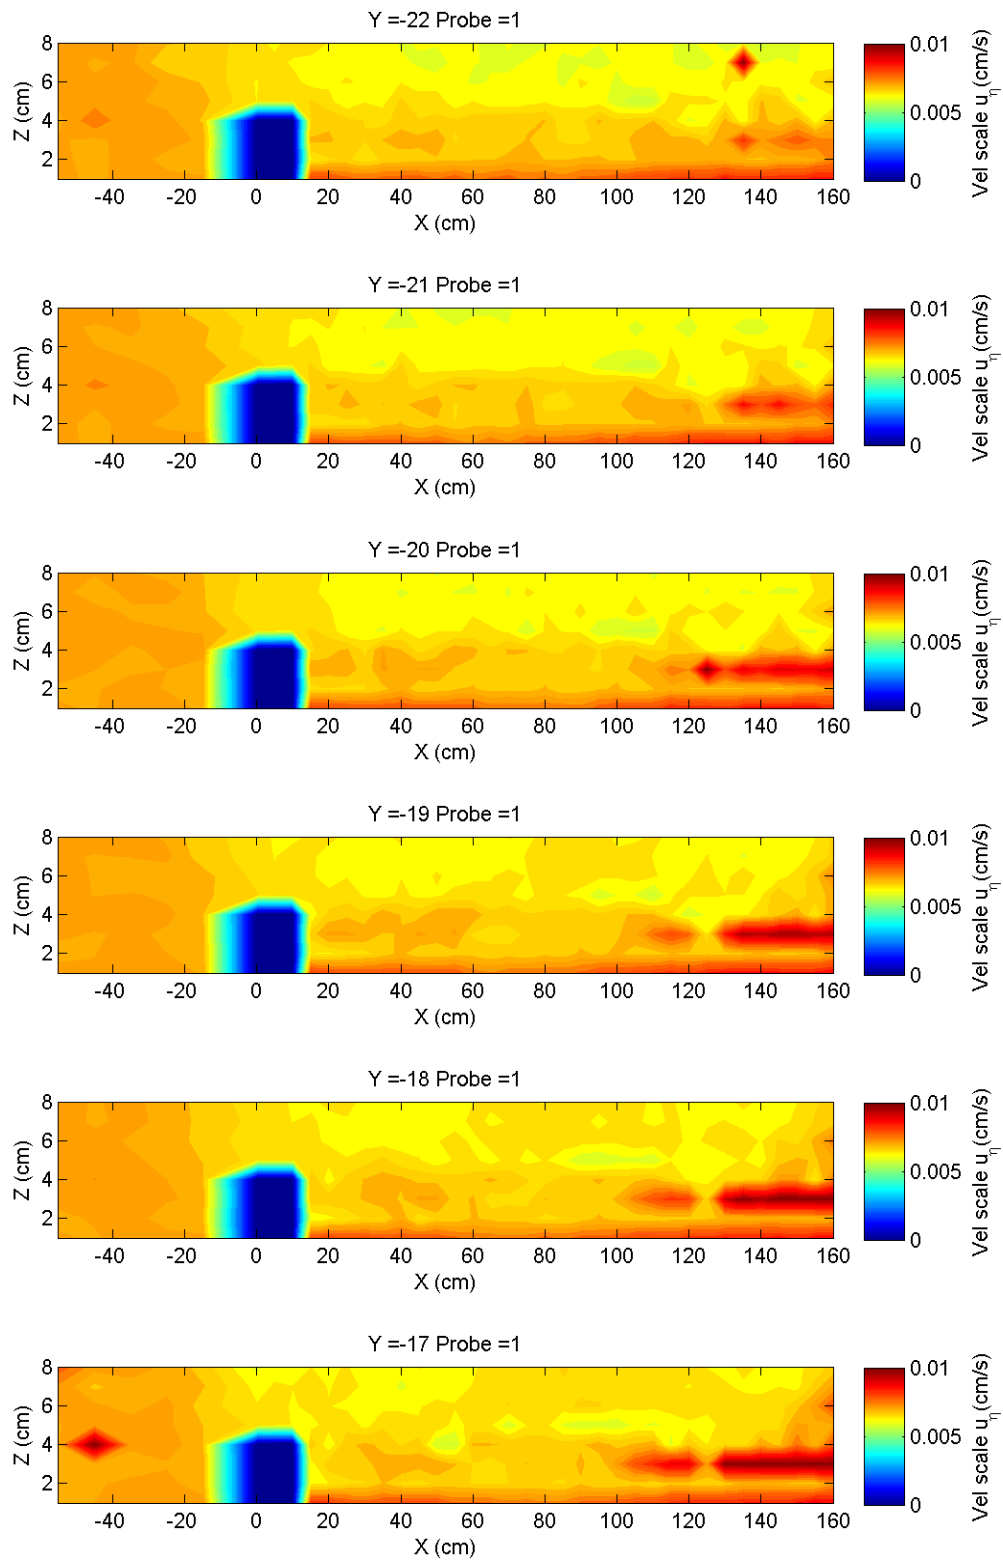 Y =-22 Probe =1
8
6
4
2
Z (cm)
-40 -20 0 20 40 60 80 100 120 140 160
X (cm)
0.01
0.005
0
Vel scale u_η (cm/s)
Y =-21 Probe =1
8
6
4
2
Z (cm)
-40 -20 0 20 40 60 80 100 120 140 160
X (cm)
0.01
0.005
0
Vel scale u_η (cm/s)
Y =-20 Probe =1
8
6
4
2
Z (cm)
-40 -20 0 20 40 60 80 100 120 140 160
X (cm)
0.01
0.005
0
Vel scale u_η (cm/s)
Y =-19 Probe =1
8
6
4
2
Z (cm)
-40 -20 0 20 40 60 80 100 120 140 160
X (cm)
0.01
0.005
0
Vel scale u_η (cm/s)
Y =-18 Probe =1
8
6
4
2
Z (cm)
-40 -20 0 20 40 60 80 100 120 140 160
X (cm)
0.01
0.005
0
Vel scale u_η (cm/s)
Y =-17 Probe =1
8
6
4
2
Z (cm)
-40 -20 0 20 40 60 80 100 120 140 160
X (cm)
0.01
0.005
0
Vel scale u_η (cm/s)